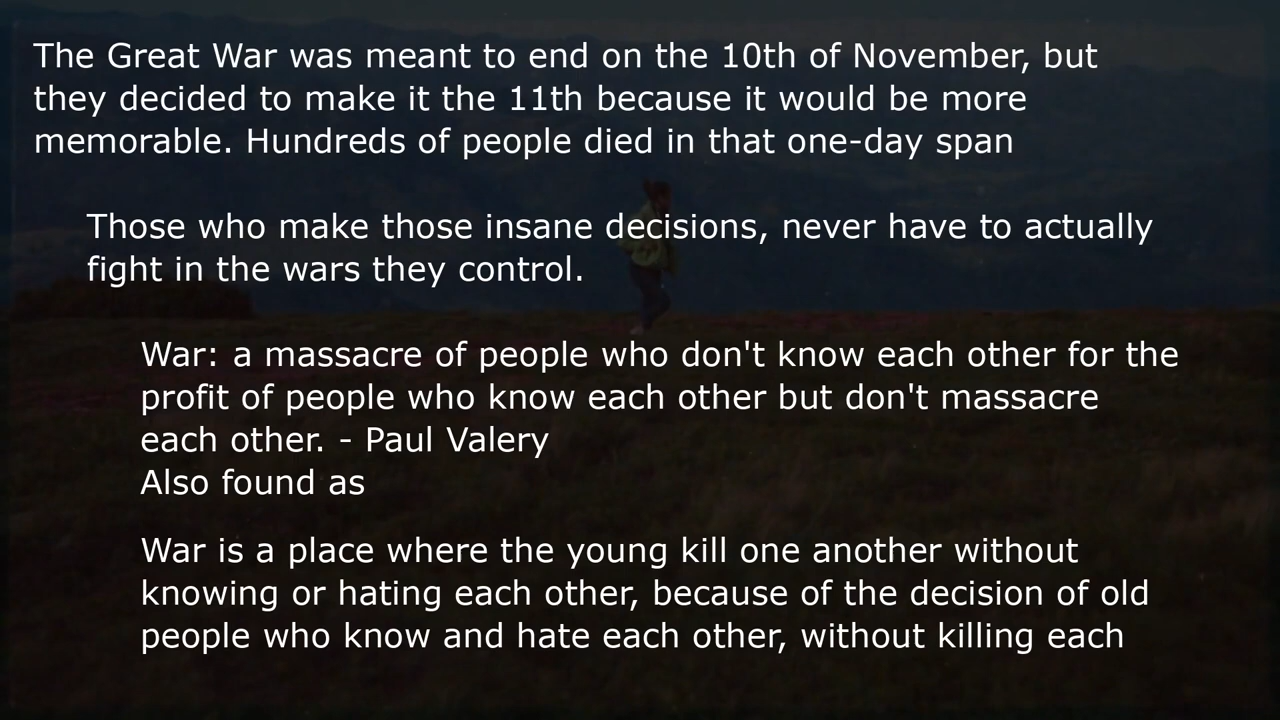 The Great War was meant to end on the 10th of November, but
they decided to make it the 11th because it would be more
memorable. Hundreds of people died in that one-day span
Those who make those insane decisions, never have to actually
fight in the wars they control.
War: a massacre of people who don't know each other for the
profit of people who know each other but don't massacre
each other. - Paul Valery
Also found as
War is a place where the young kill one another without
knowing or hating each other, because of the decision of old
people who know and hate each other, without killing each